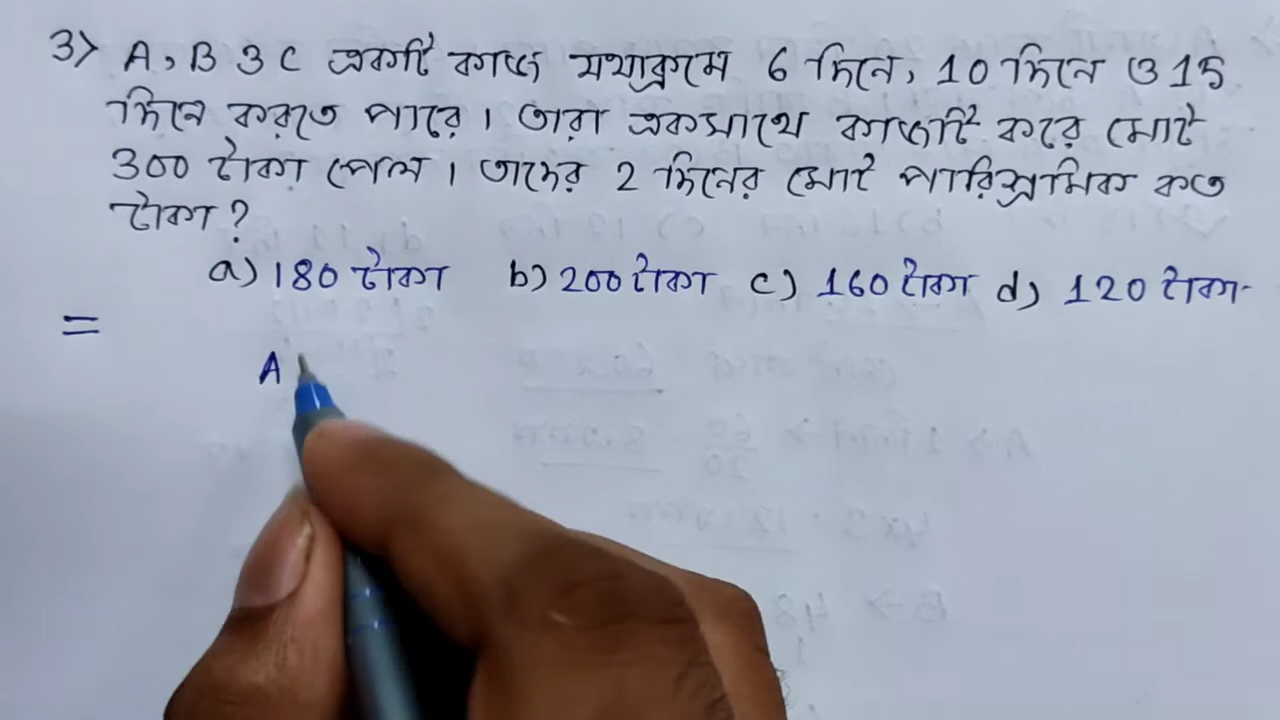 3> A, B ও C একটি কাজ যথাক্রমে 6 দিনে, 10 দিনে ও 15
দিনে করতে পারে। তারা একসাথে কাজটি করে মোট
300 টাকা পেল। তাদের 2 দিনের মোট পারিশ্রমিক কত
টাকা?
a) 180 টাকা b) 200 টাকা c) 160 টাকা d) 120 টাকা
=
A